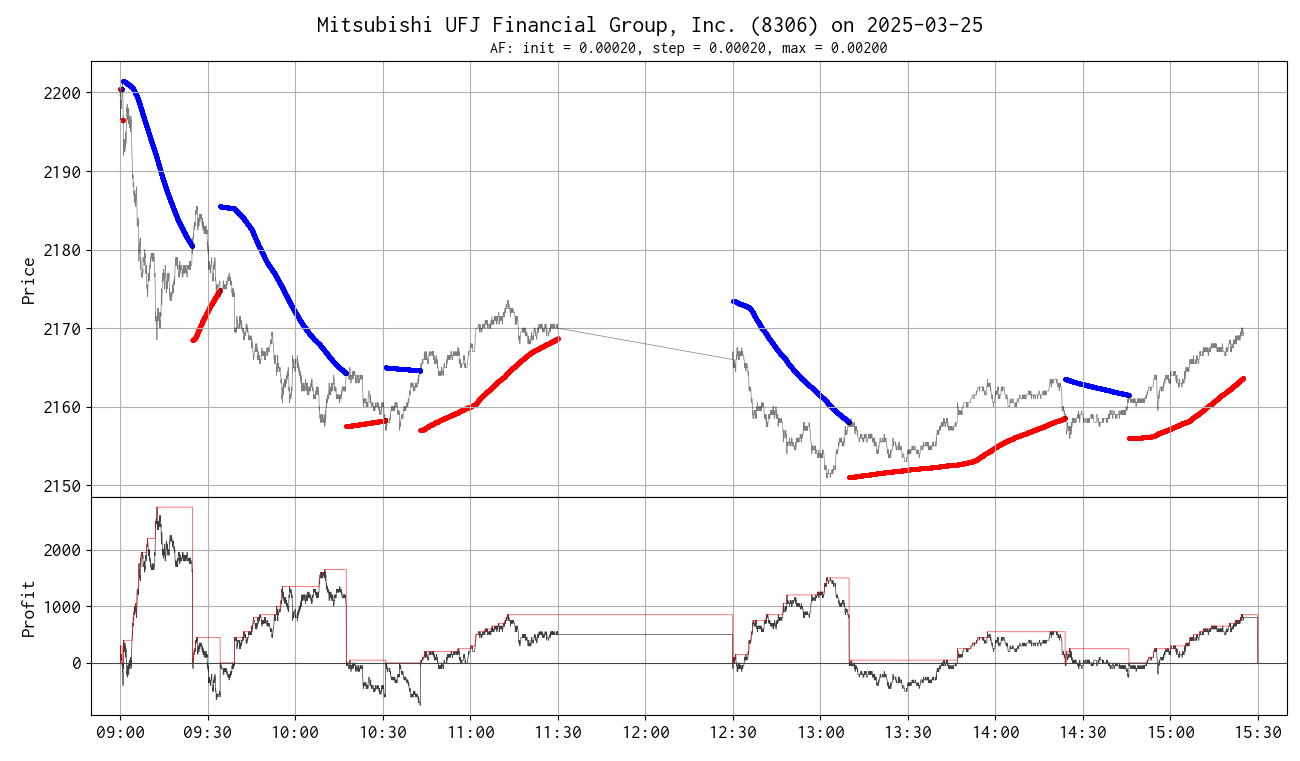 Mitsubishi UFJ Financial Group, Inc. (8306) on 2025-03-25
AF: init = 0.00020, step = 0.00020, max = 0.00200
Price
2200
2190
2180
2170
2160
2150
Profit
2000
1000
0
09:00 09:30 10:00 10:30 11:00 11:30 12:00 12:30 13:00 13:30 14:00 14:30 15:00 15:30